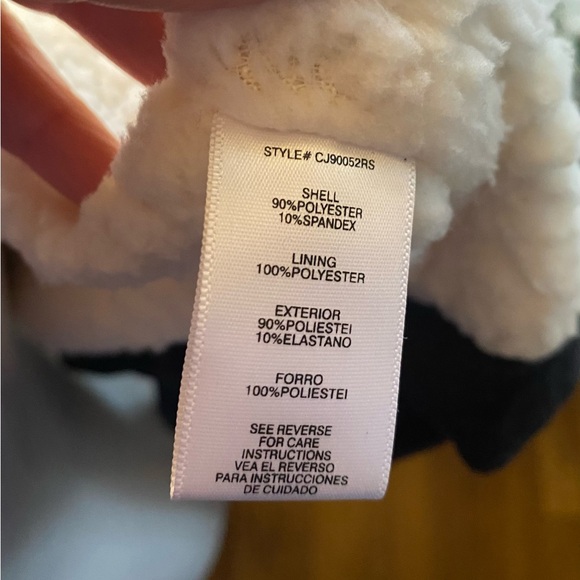 STYLE# CJ90052RS
SHELL
90%POLYESTER
10%SPANDEX
LINING
100%POLYESTER
EXTERIOR
90%POLIESTEI
10%ELASTANO
FORRO
100%POLIESTEI
SEE REVERSE
FOR CARE
INSTRUCTIONS
VEA EL REVERSO
PARA INSTRUCCIONES
DE CUIDADO